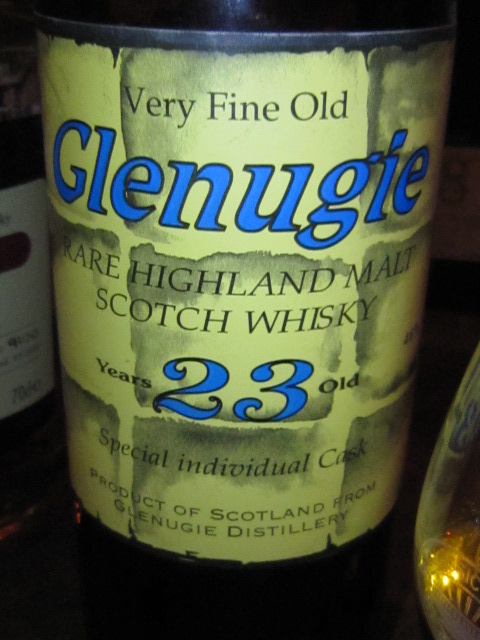 Very Fine Old
Glenugie
RARE HIGHLAND MALT
SCOTCH WHISKY
Years 23 Old
Special individual Cask
PRODUCT OF SCOTLAND FROM
GLENUGIE DISTILLERY
70cl